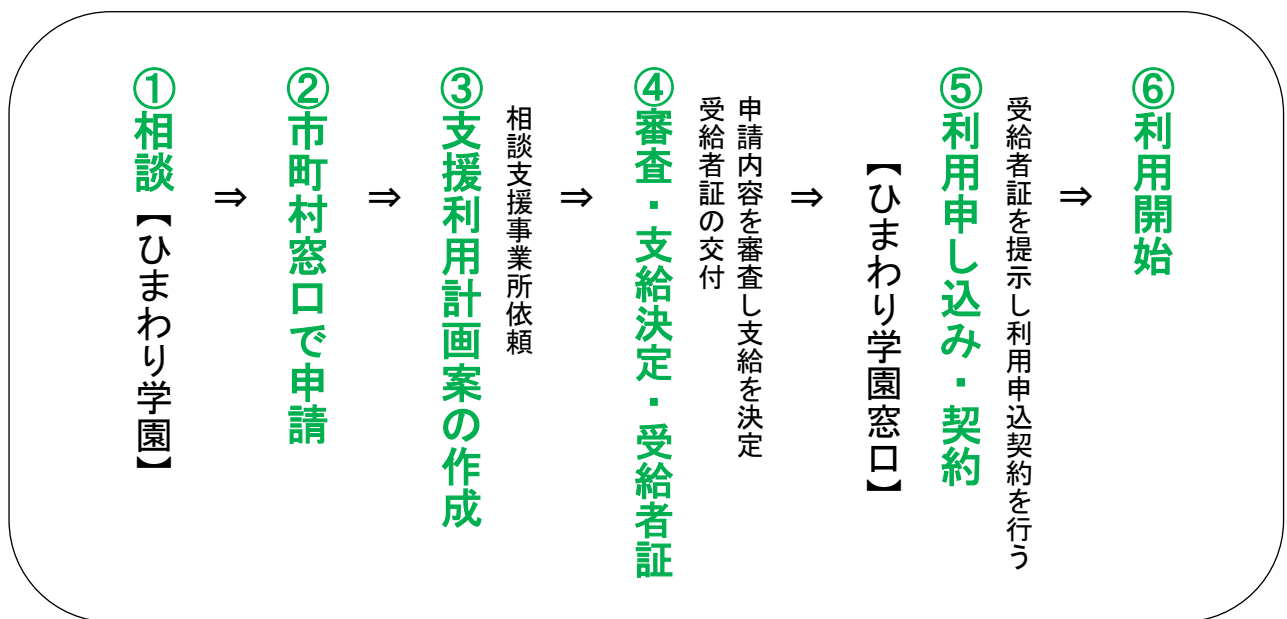 ①相談【ひまわり学園】
⇒
②市町村窓口で申請
⇒
③支援利用計画案の作成
相談支援事業所依頼
⇒
④審査・支給決定・受給者証
申請内容を審査し支給を決定
受給者証の交付
⇒
⑤利用申し込み・契約
【ひまわり学園窓口】
受給者証を提示し利用申込契約を行う
⇒
⑥利用開始